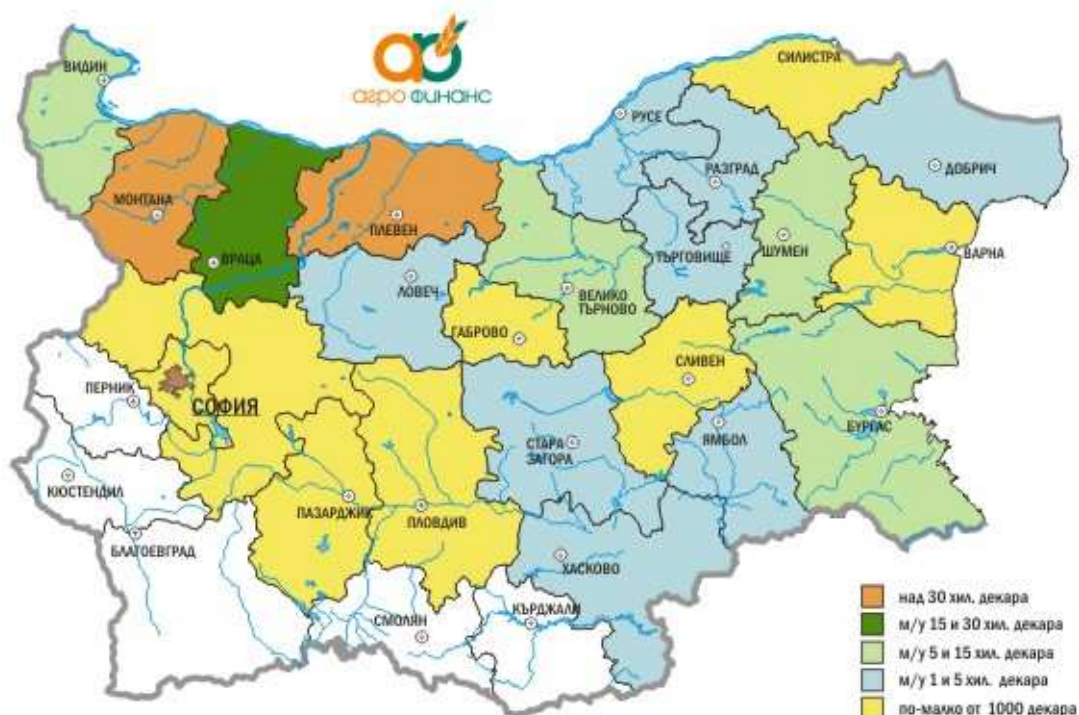 агро финанс
ВИДИН
СИЛИСТРА
РУСЕ
РАЗГРАД
ДОБРИЧ
МОНТАНА
ПЛЕВЕН
ВРАЦА
ТЪРГОВИЩЕ
ШУМЕН
ВАРНА
ЛОВЕЧ
ВЕЛИКО
ТЪРНОВО
ГАБРОВО
СЛИВЕН
ПЕРНИК
СОФИЯ
СТАРА
ЗАГОРА
ЯМБОЛ
БУРГАС
КЮСТЕНДИЛ
ПАЗАРДЖИК
ПЛОВДИВ
БЛАГОЕВГРАД
ХАСКОВО
СМОЛЯН
КЪРДЖАЛИ
над 30 хил. декара
м/у 15 и 30 хил. декара
м/у 5 и 15 хил. декара
м/у 1 и 5 хил. декара
по-малко от 1000 декара